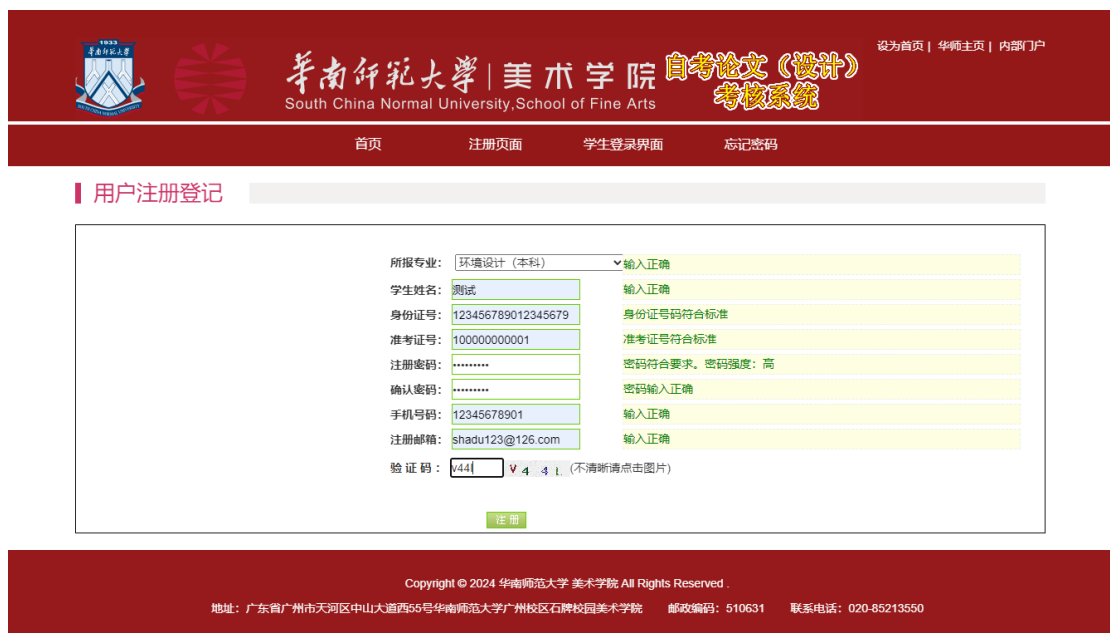 1933
华南师范大学
设为首页 | 华师主页 | 内部门户
華南師範大學 | 美术学院
自考论文（设计）
考核系统
South China Normal University,School of Fine Arts
首页 注册页面 学生登录界面 忘记密码
用户注册登记
所报专业： 环境设计（本科） 输入正确
学生姓名： 测试 输入正确
身份证号： 123456789012345679 身份证号码符合标准
准考证号： 100000000001 准考证号符合标准
注册密码： ········· 密码符合要求。密码强度：高
确认密码： ········· 密码输入正确
手机号码： 12345678901 输入正确
注册邮箱： shadu123@126.com 输入正确
验 证 码： v44l V 4 4 L (不清晰请点击图片)
注 册
Copyright © 2024 华南师范大学 美术学院 All Rights Reserved .
地址：广东省广州市天河区中山大道西55号华南师范大学广州校区石牌校园美术学院 邮政编码：510631 联系电话：020-85213550